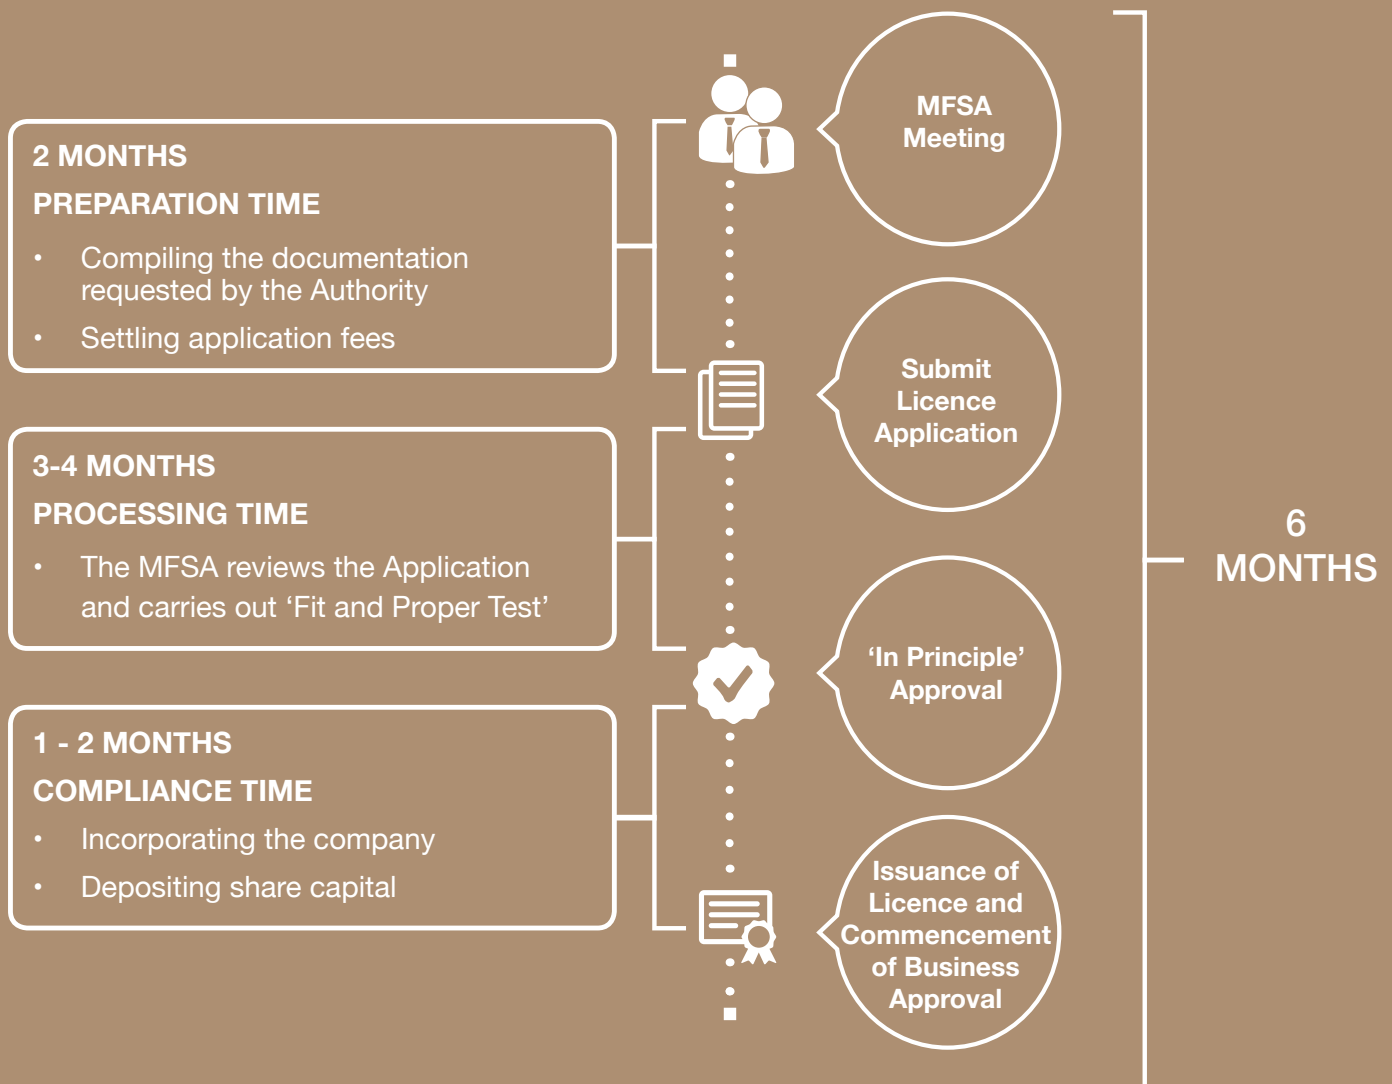 MFSA
Meeting
2 MONTHS
PREPARATION TIME
• Compiling the documentation
requested by the Authority
• Settling application fees
Submit
Licence
Application
3-4 MONTHS
PROCESSING TIME
• The MFSA reviews the Application
and carries out ‘Fit and Proper Test’
6
MONTHS
‘In Principle’
Approval
1 - 2 MONTHS
COMPLIANCE TIME
• Incorporating the company
• Depositing share capital
Issuance of
Licence and
Commencement
of Business
Approval